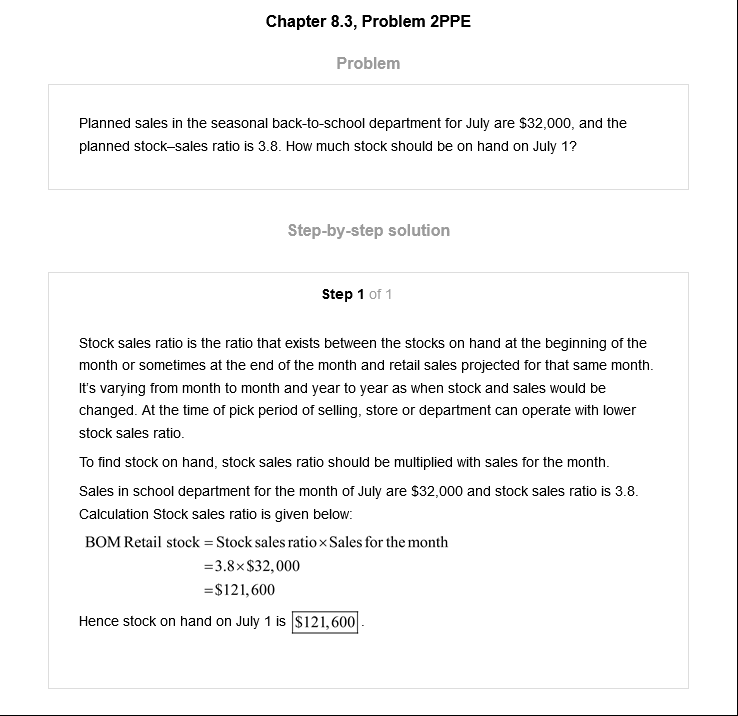 Chapter 8.3, Problem 2PPE
Problem
Planned sales in the seasonal back-to-school department for July are $32,000, and the
planned stock–sales ratio is 3.8. How much stock should be on hand on July 1?
Step-by-step solution
Step 1 of 1
Stock sales ratio is the ratio that exists between the stocks on hand at the beginning of the
month or sometimes at the end of the month and retail sales projected for that same month.
It's varying from month to month and year to year as when stock and sales would be
changed. At the time of pick period of selling, store or department can operate with lower
stock sales ratio.
To find stock on hand, stock sales ratio should be multiplied with sales for the month.
Sales in school department for the month of July are $32,000 and stock sales ratio is 3.8.
Calculation Stock sales ratio is given below:
BOM Retail stock = Stock sales ratio × Sales for the month
=3.8×$32,000
=$121,600
Hence stock on hand on July 1 is $121,600.